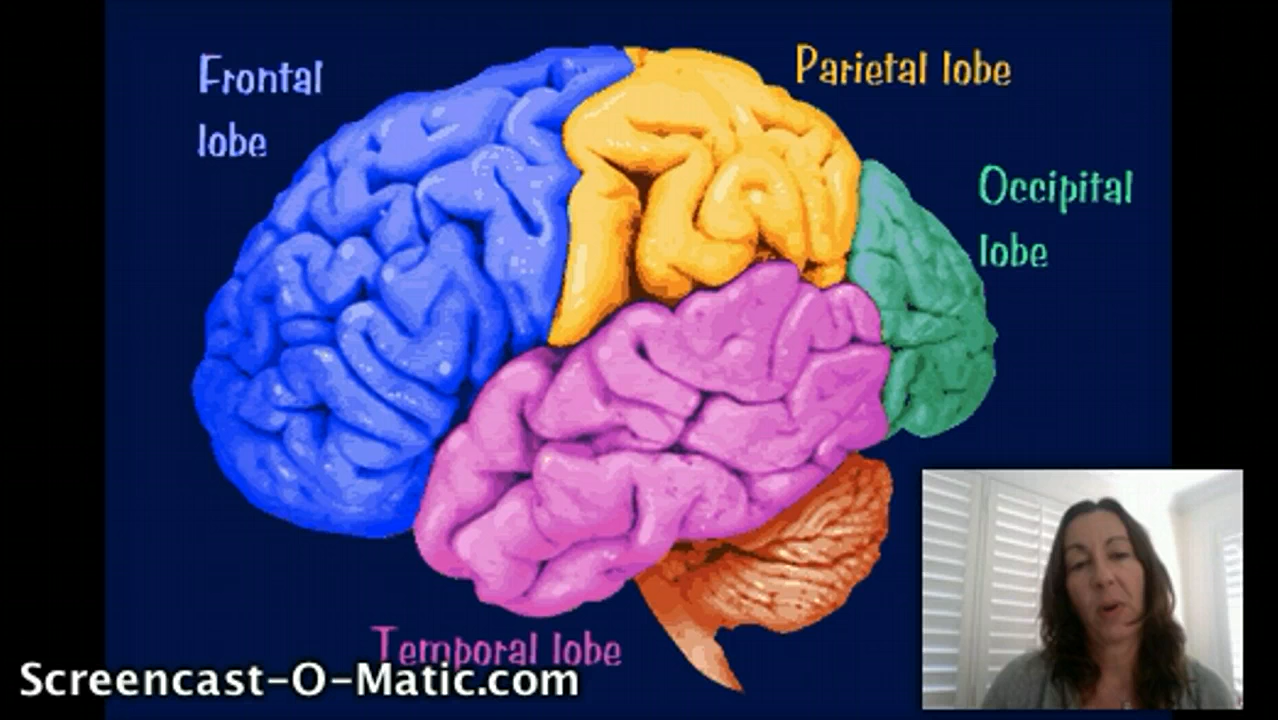 Frontal
lobe
Parietal lobe
Occipital
lobe
Temporal lobe
Screencast-O-Matic.com